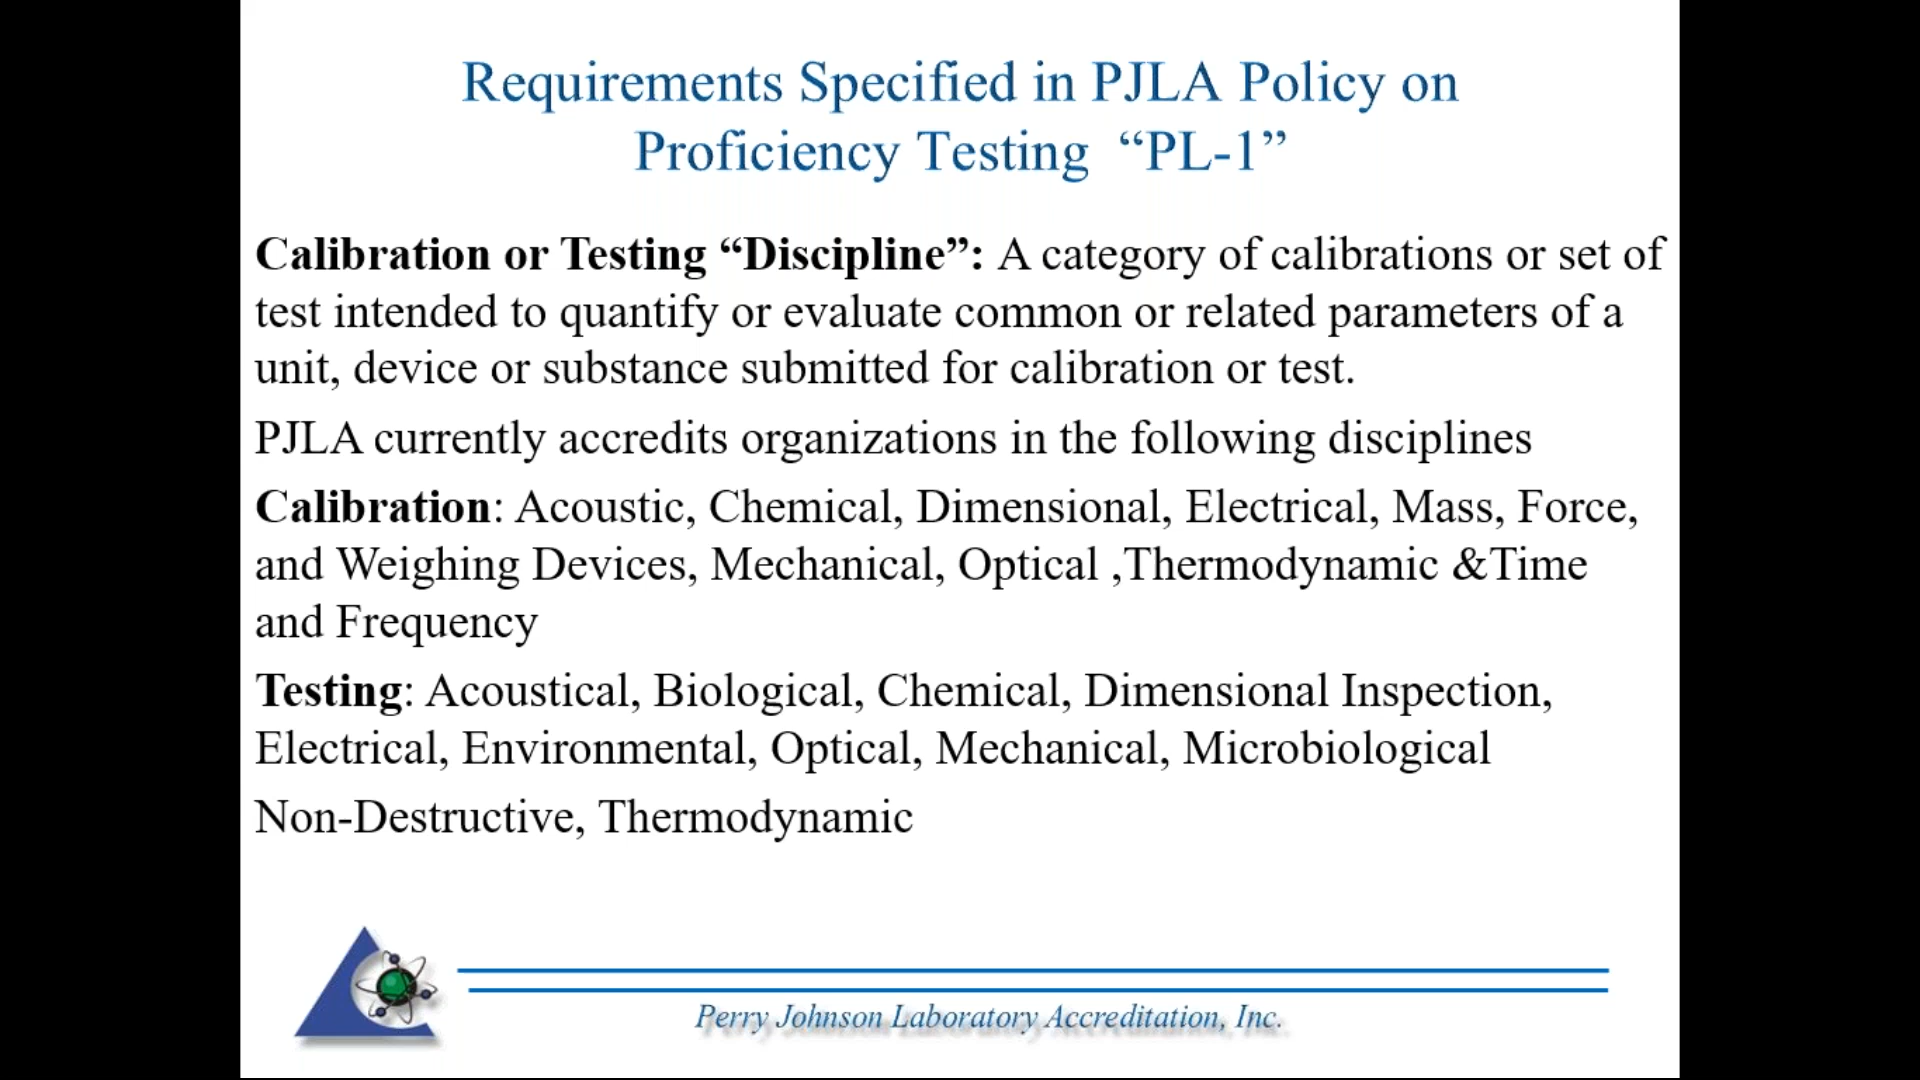 Requirements Specified in PJLA Policy on
Proficiency Testing “PL-1”
Calibration or Testing “Discipline”: A category of calibrations or set of
test intended to quantify or evaluate common or related parameters of a
unit, device or substance submitted for calibration or test.
PJLA currently accredits organizations in the following disciplines
Calibration: Acoustic, Chemical, Dimensional, Electrical, Mass, Force,
and Weighing Devices, Mechanical, Optical ,Thermodynamic &Time
and Frequency
Testing: Acoustical, Biological, Chemical, Dimensional Inspection,
Electrical, Environmental, Optical, Mechanical, Microbiological
Non-Destructive, Thermodynamic
Perry Johnson Laboratory Accreditation, Inc.